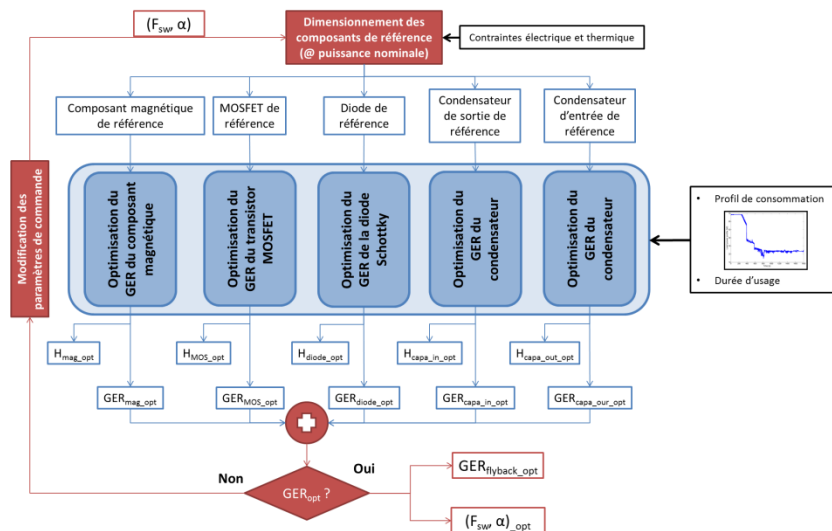 (F_sw, α)
Dimensionnement des
composants de référence
(@ puissance nominale)
Contraintes électrique et thermique
Composant magnétique
de référence
MOSFET de
référence
Diode de
référence
Condensateur
de sortie de
référence
Condensateur
d'entrée de
référence
Modification des
paramètres de commande
Optimisation du
GER du composant
magnétique
Optimisation du
GER du transistor
MOSFET
Optimisation du
GER de la diode
Schottky
Optimisation du
GER du
condensateur
Optimisation du
GER du
condensateur
• Profil de consommation
• Durée d'usage
H_mag_opt
H_MOS_opt
H_diode_opt
H_capa_in_opt
H_capa_out_opt
GER_mag_opt
GER_MOS_opt
GER_diode_opt
GER_capa_in_opt
GER_capa_our_opt
Non
Oui
GER_opt ?
GER_flyback_opt
(F_sw, α)_opt